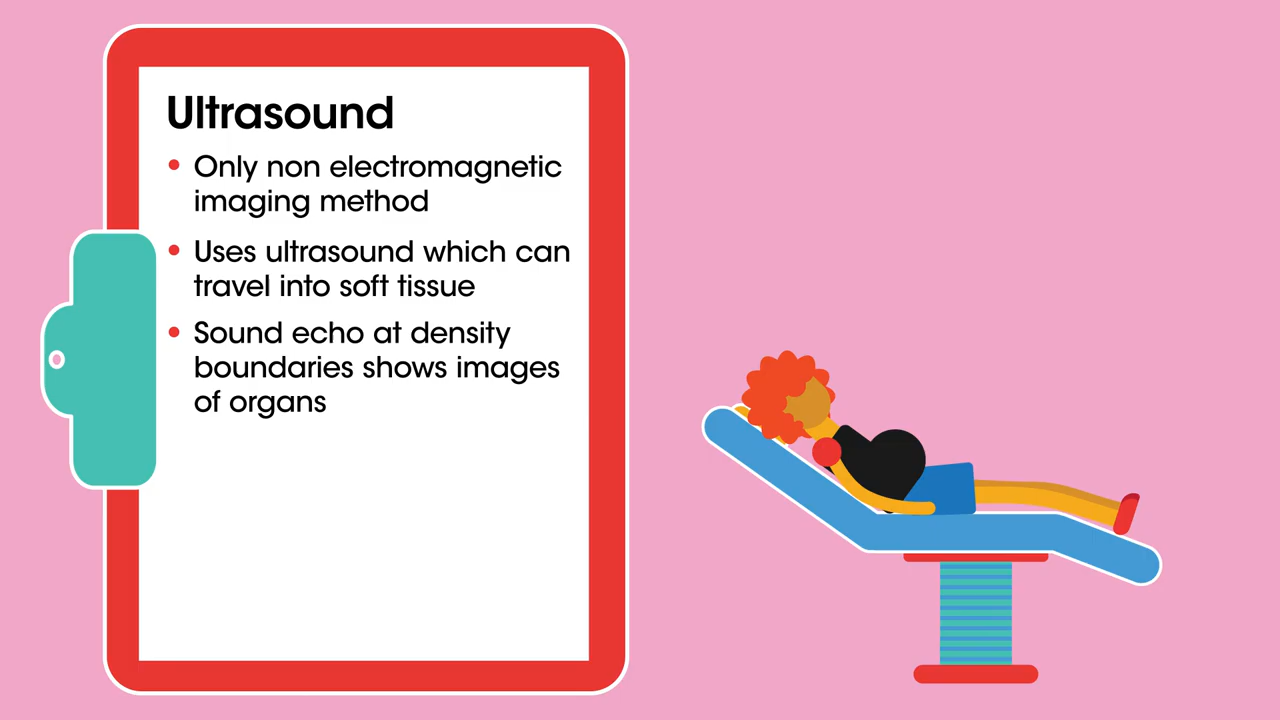 Ultrasound
• Only non electromagnetic
imaging method
• Uses ultrasound which can
travel into soft tissue
• Sound echo at density
boundaries shows images
of organs